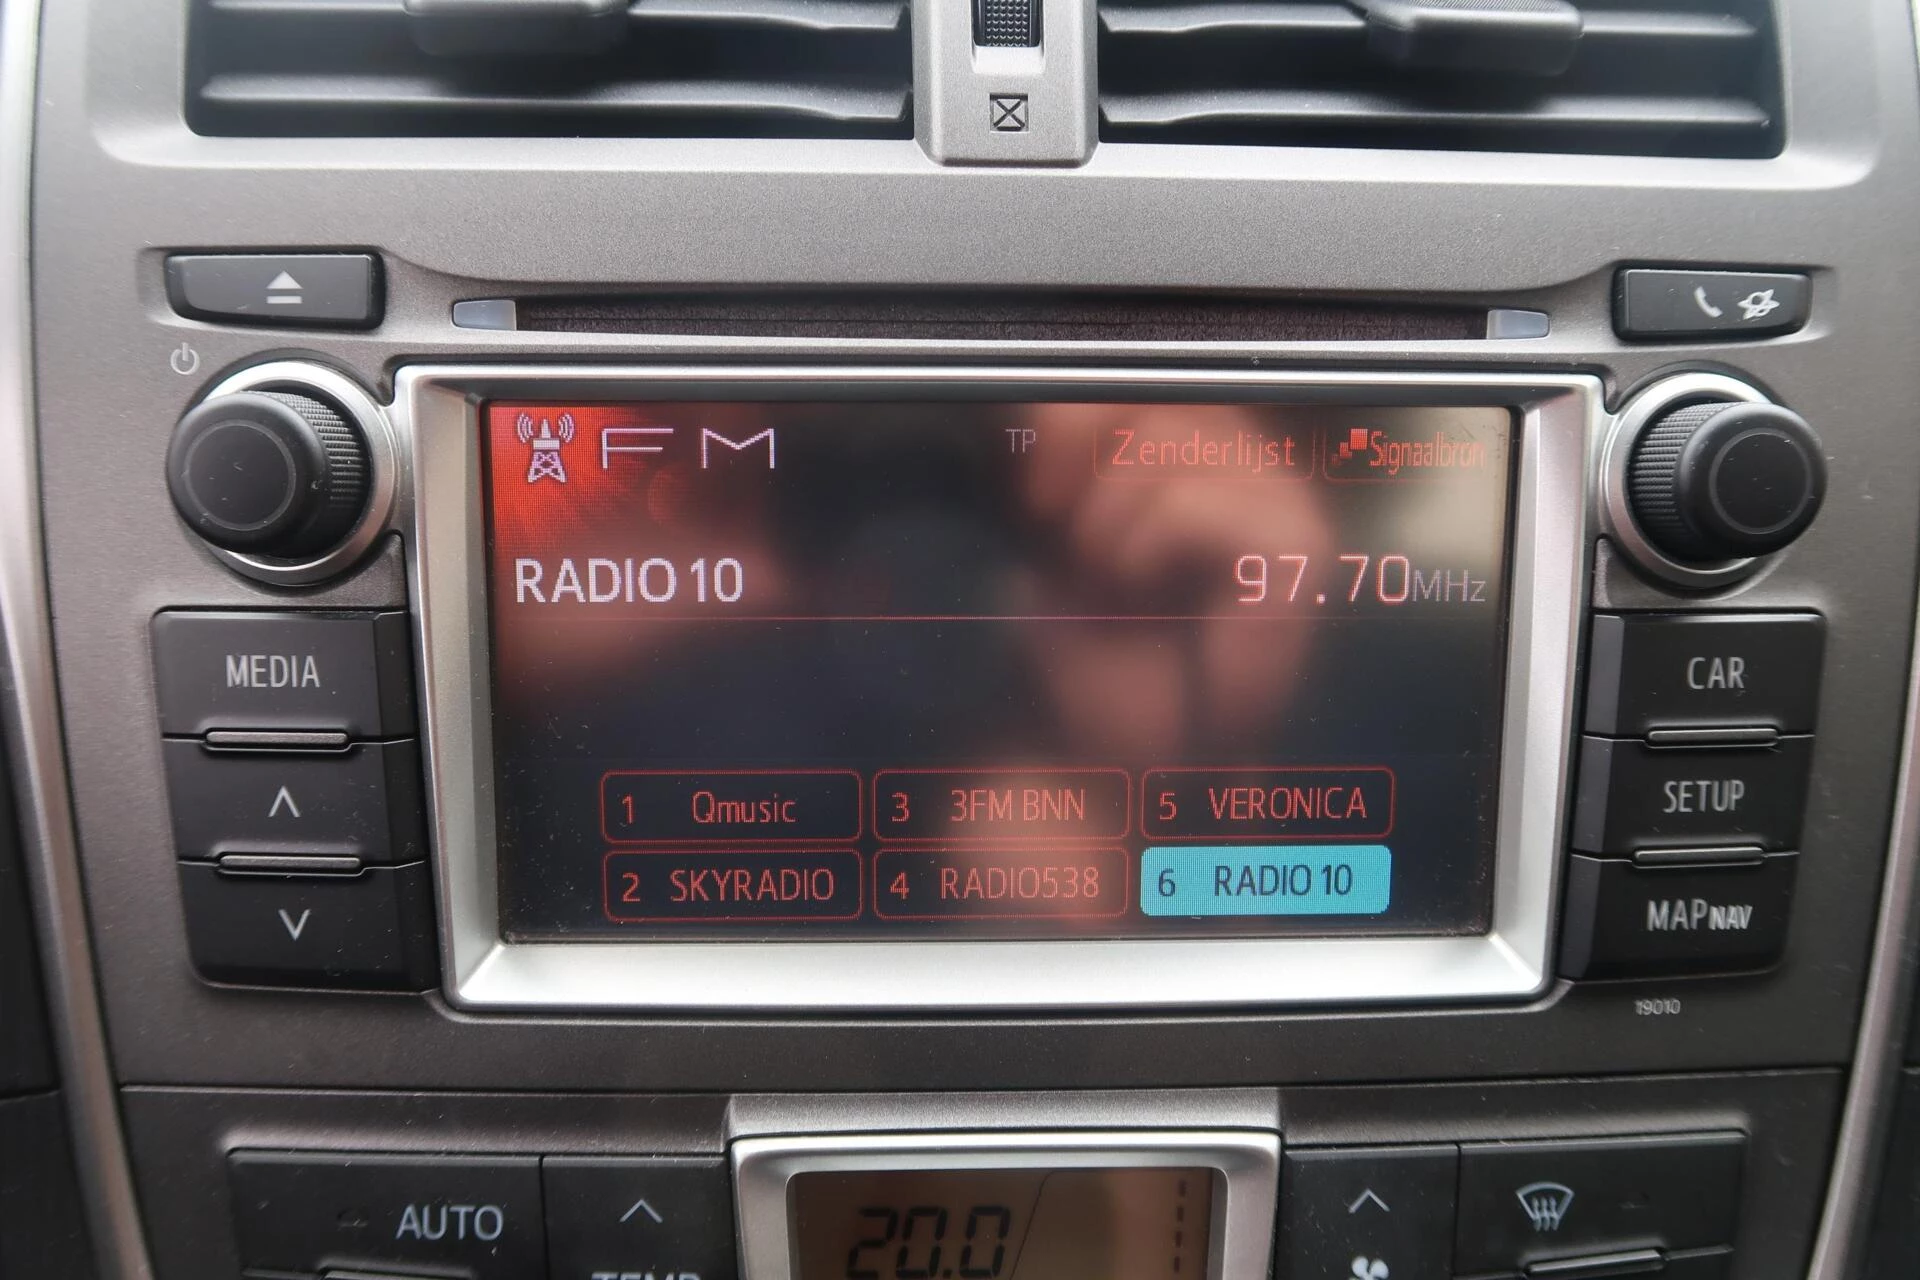 FM
TP
Zenderlijst
Signaalbron
RADIO 10
97.70MHz
MEDIA
CAR
SETUP
MAP NAV
1 Qmusic
3 3FM BNN
5 VERONICA
2 SKYRADIO
4 RADIO538
6 RADIO 10
19010
AUTO
TEMP
20.0